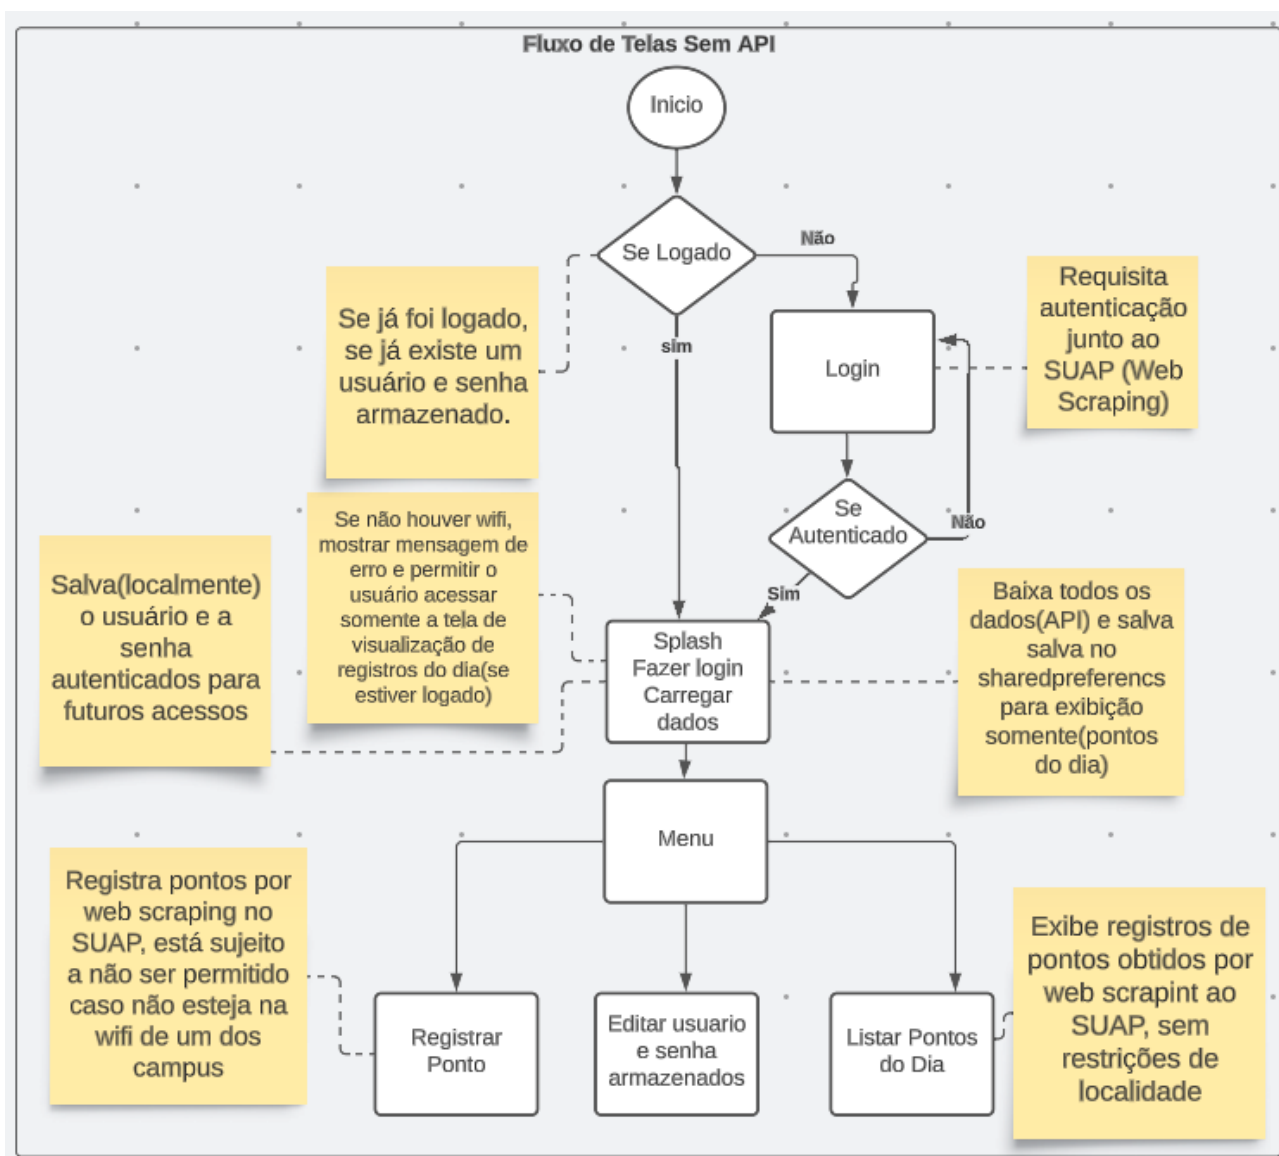 Fluxo de Telas Sem API
Inicio
Se Logado
Não
sim
Se já foi logado,
se já existe um
usuário e senha
armazenado.
Login
Requisita
autenticação
junto ao
SUAP (Web
Scraping)
Se
Autenticado
Não
Sim
Se não houver wifi,
mostrar mensagem de
erro e permitir o
usuário acessar
somente a tela de
visualização de
registros do dia(se
estiver logado)
Salva(localmente)
o usuário e a
senha
autenticados para
futuros acessos
Splash
Fazer login
Carregar
dados
Baixa todos os
dados(API) e salva
salva no
sharedpreferencs
para exibição
somente(pontos
do dia)
Menu
Registra pontos por
web scraping no
SUAP, está sujeito
a não ser permitido
caso não esteja na
wifi de um dos
campus
Registrar
Ponto
Editar usuario
e senha
armazenados
Listar Pontos
do Dia
Exibe registros de
pontos obtidos por
web scrapint ao
SUAP, sem
restrições de
localidade